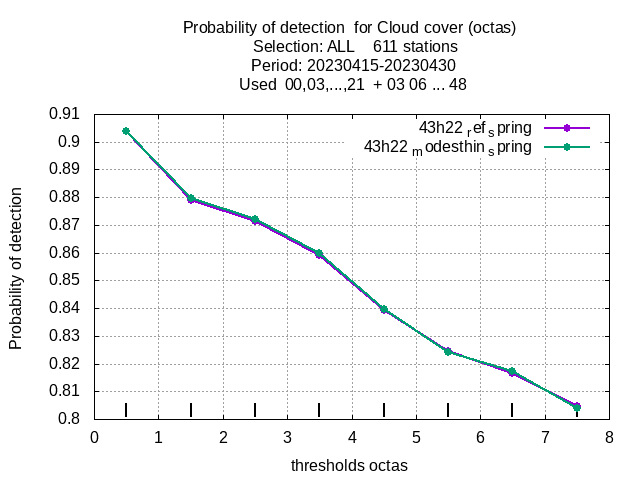 Probability of detection  for Cloud cover (octas)
Selection: ALL    611 stations
Period: 20230415-20230430
Used  00,03,...,21  + 03 06 ... 48
43h22 ref spring
43h22 modesthin spring
Probability of detection
0.91
0.9
0.89
0.88
0.87
0.86
0.85
0.84
0.83
0.82
0.81
0.8
0 1 2 3 4 5 6 7 8
thresholds octas